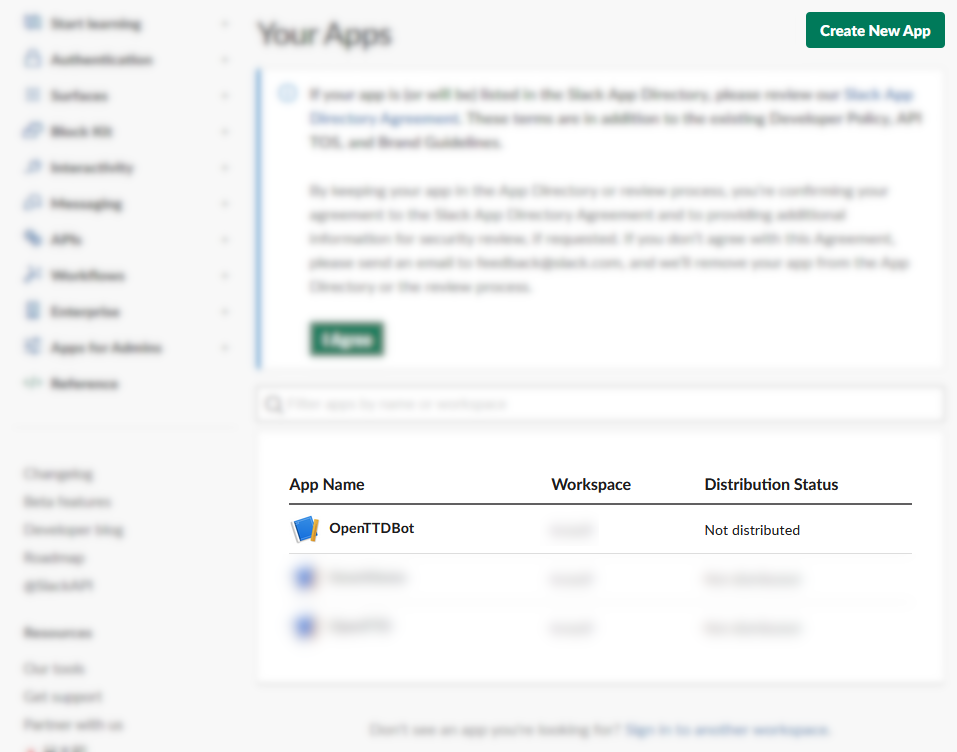 Start learning
Your Apps
Create New App
Authentication
Surfaces
If your app is (or will be) listed in the Slack App Directory, please review our Slack App
Directory Agreement. These terms are in addition to the existing Developer Policy, API
TOS, and Brand Guidelines.
Block Kit
Interactivity
Messaging
APIs
Workflows
Enterprise
Apps for Admins
Reference
By keeping your app in the App Directory or review process, you're confirming your
agreement to the Slack App Directory Agreement and to providing additional
information for security review, if requested. If you don't agree with this Agreement,
please send an email to feedback@slack.com, and we'll remove your app from the App
Directory or the review process.
I Agree
Filter apps by name or workspace
App Name Workspace Distribution Status
OpenTTDBot Not distributed
Not distributed
Not distributed
Changelog
Beta features
Developer blog
Roadmap
@SlackAPI
Resources
Our tools
Get support
Partner with us
Don't see an app you're looking for? Sign in to another workspace.